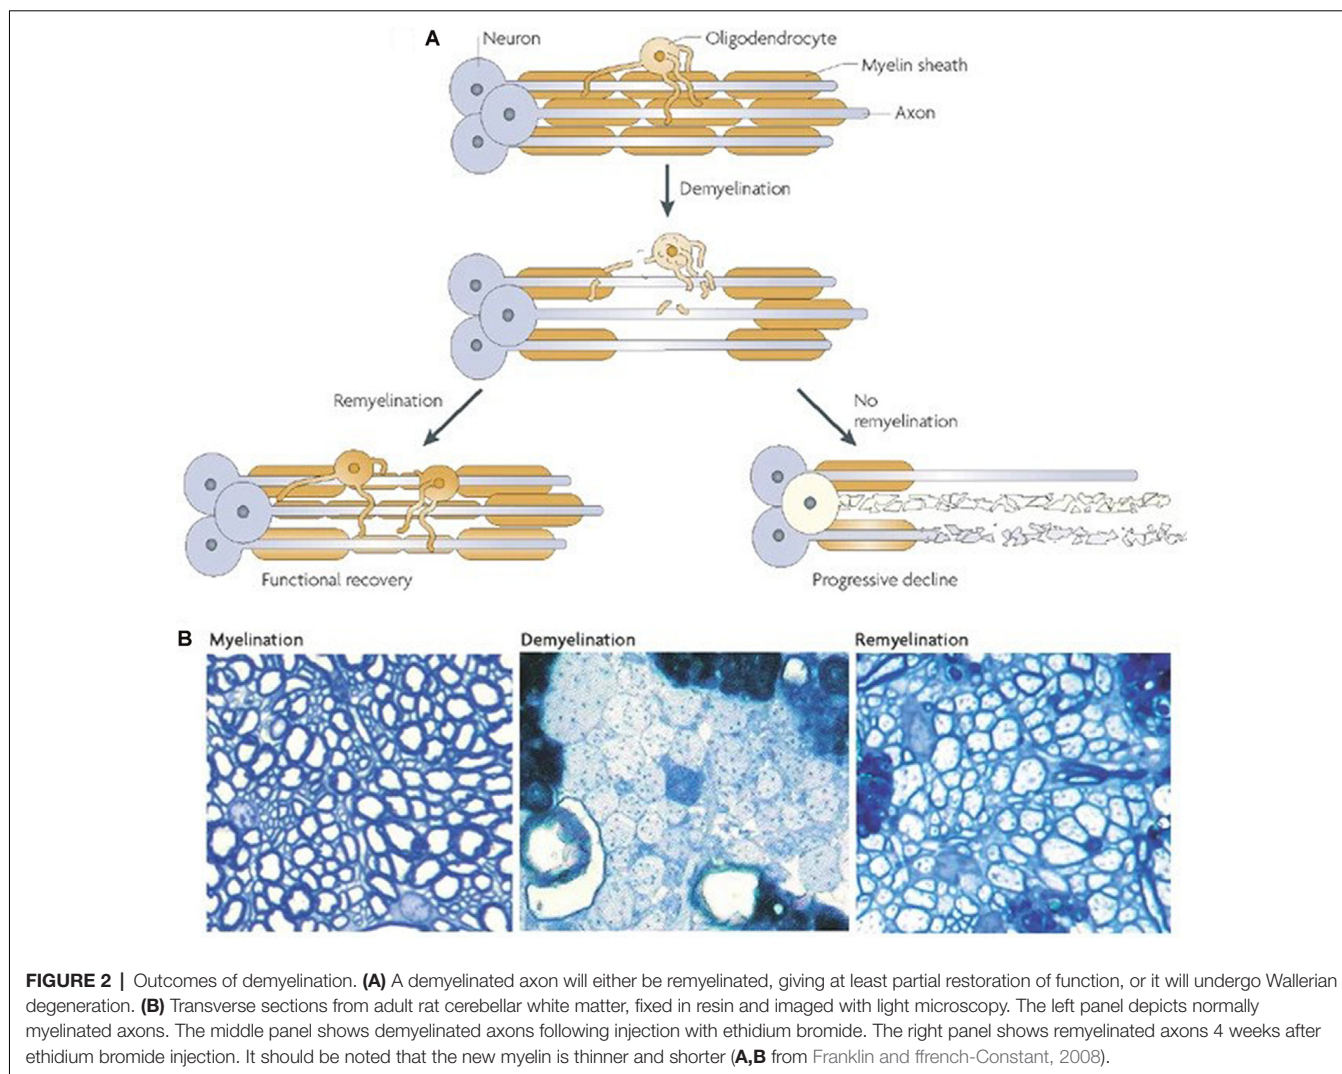 A
Neuron
Oligodendrocyte
Myelin sheath
Axon
Demyelination
Remyelination
No
remyelination
Functional recovery
Progressive decline
B
Myelination
Demyelination
Remyelination
FIGURE 2 | Outcomes of demyelination. (A) A demyelinated axon will either be remyelinated, giving at least partial restoration of function, or it will undergo Wallerian
degeneration. (B) Transverse sections from adult rat cerebellar white matter, fixed in resin and imaged with light microscopy. The left panel depicts normally
myelinated axons. The middle panel shows demyelinated axons following injection with ethidium bromide. The right panel shows remyelinated axons 4 weeks after
ethidium bromide injection. It should be noted that the new myelin is thinner and shorter (A,B from Franklin and ffrench-Constant, 2008).